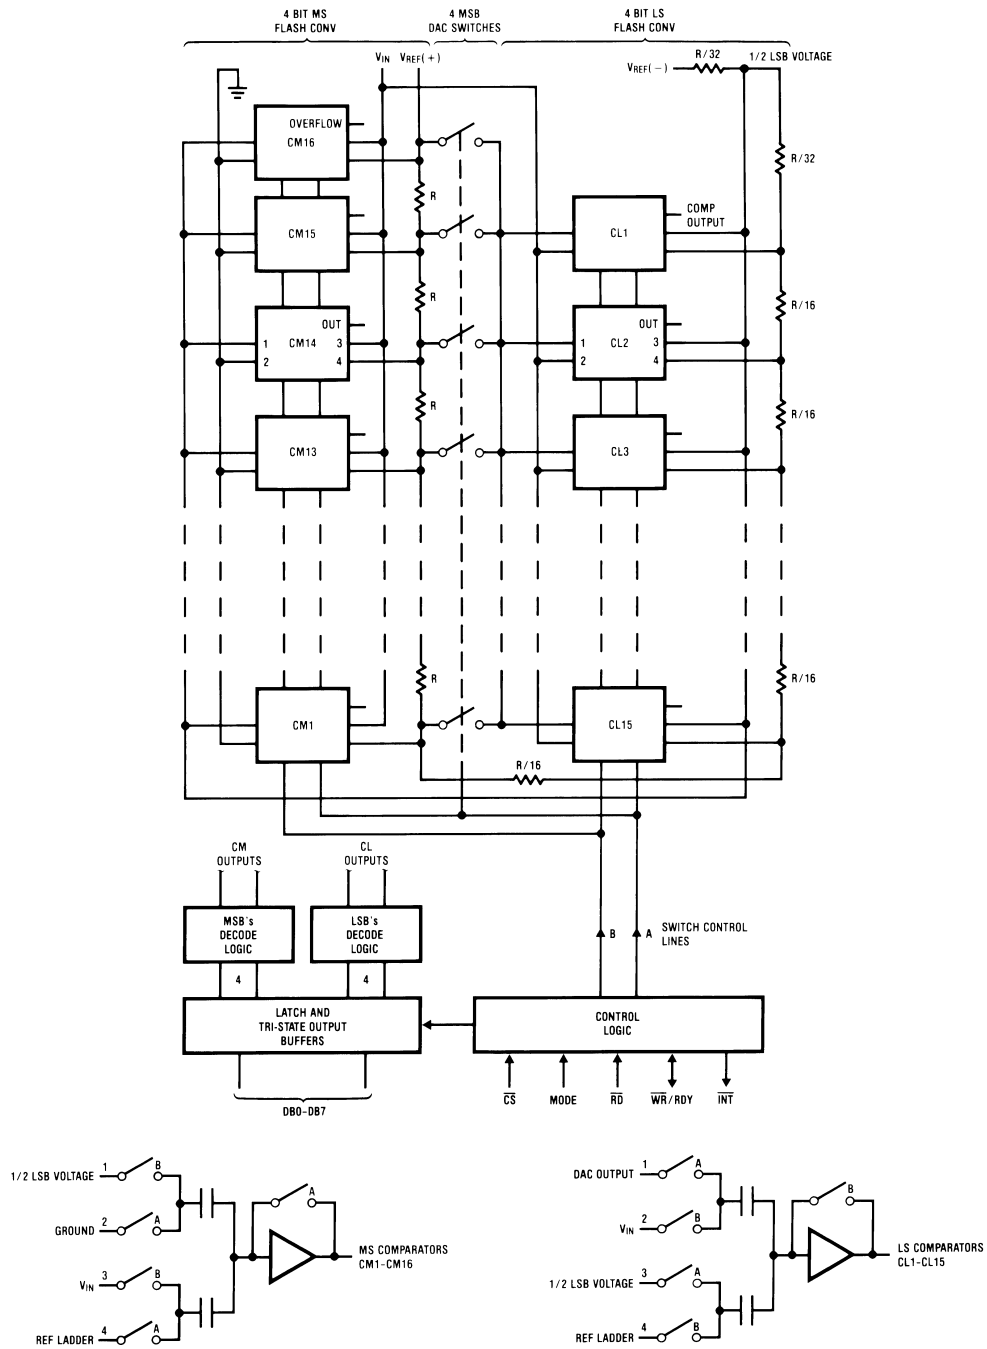 4 BIT MS
FLASH CONV
4 MSB
DAC SWITCHES
4 BIT LS
FLASH CONV
VIN
VREF(+)
VREF(−)
R/32
1/2 LSB VOLTAGE
OVERFLOW
CM16
R/32
R
CM15
CL1
COMP
OUTPUT
R
R/16
OUT
1 CM14 3
2 4
OUT
1 CL2 3
2 4
R
R/16
CM13
CL3
R
R/16
CM1
CL15
R/16
CM
OUTPUTS
CL
OUTPUTS
MSB's
DECODE
LOGIC
LSB's
DECODE
LOGIC
B
A
SWITCH CONTROL
LINES
4
4
LATCH AND
TRI-STATE OUTPUT
BUFFERS
CONTROL
LOGIC
CS
MODE
RD
WR/RDY
INT
DB0-DB7
1/2 LSB VOLTAGE 1 B
A
GROUND 2 A
MS COMPARATORS
CM1-CM16
VIN 3 B
REF LADDER 4 A
DAC OUTPUT 1 A
B
VIN 2 B
LS COMPARATORS
CL1-CL15
1/2 LSB VOLTAGE 3 A
REF LADDER 4 B